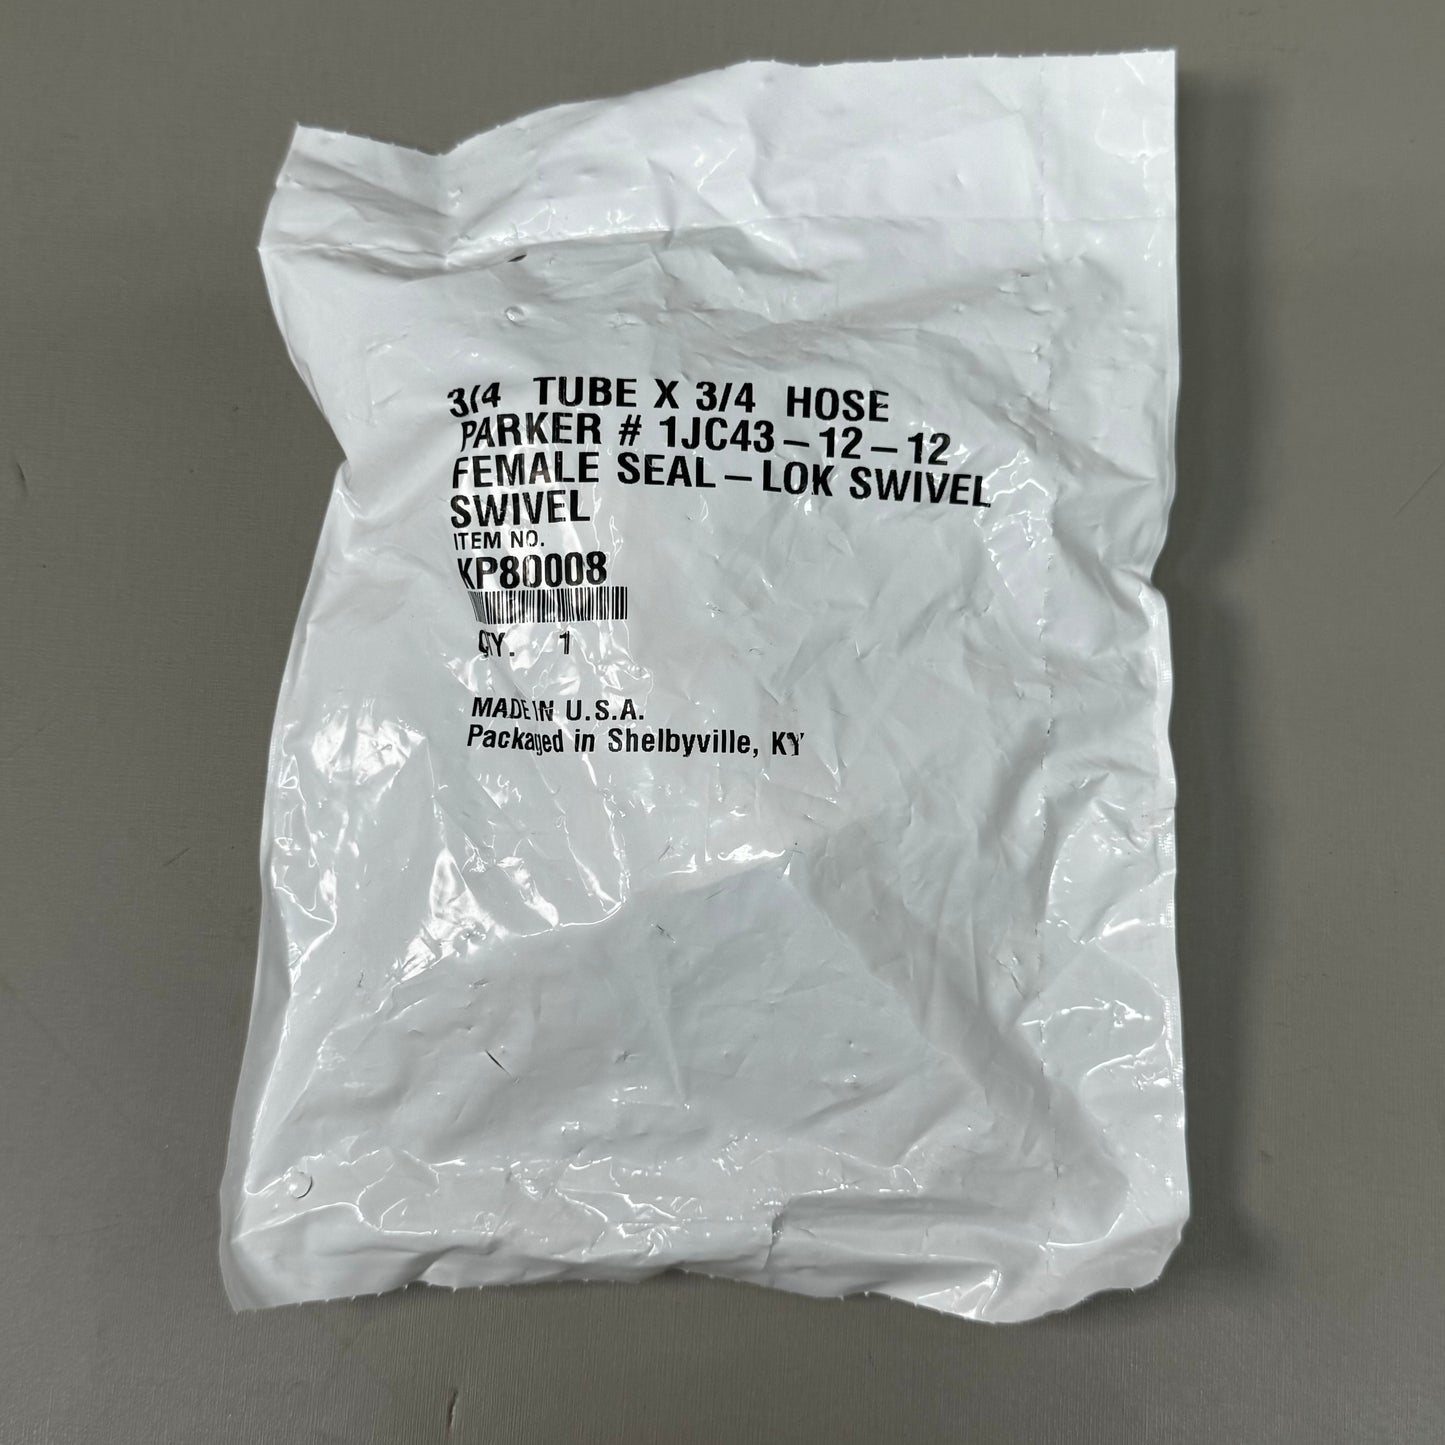 3/4 TUBE X 3/4 HOSE
PARKER # 1JC43-12-12
FEMALE SEAL-LOK SWIVEL
SWIVEL
ITEM NO.
KP80008
QTY. 1
MADE IN U.S.A.
Packaged in Shelbyville, KY